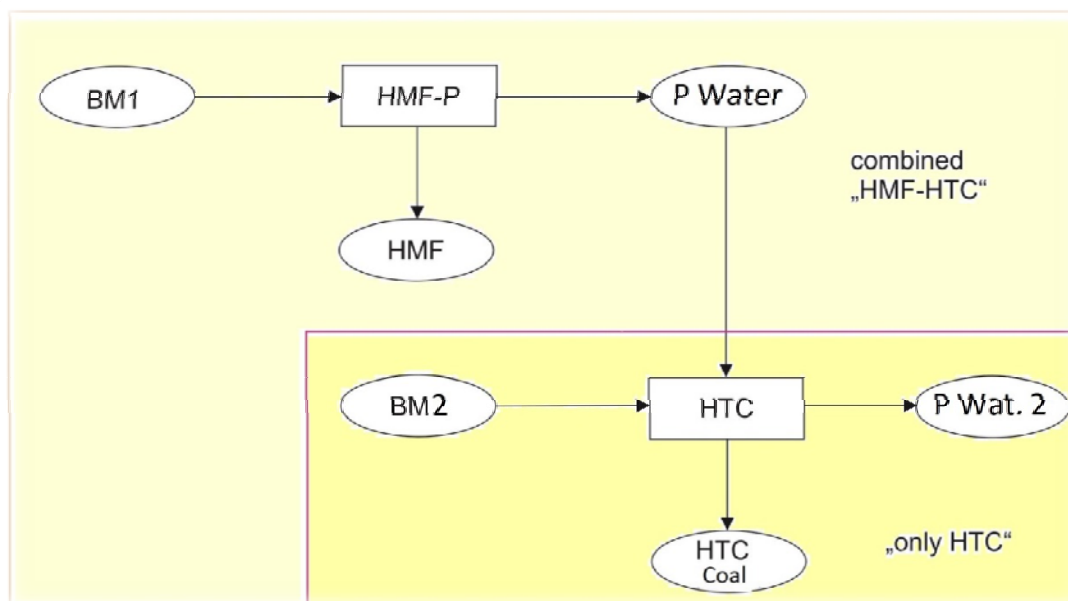 BM1
HMF-P
P Water
combined
„HMF-HTC“
HMF
BM2
HTC
P Wat. 2
HTC
Coal
„only HTC“